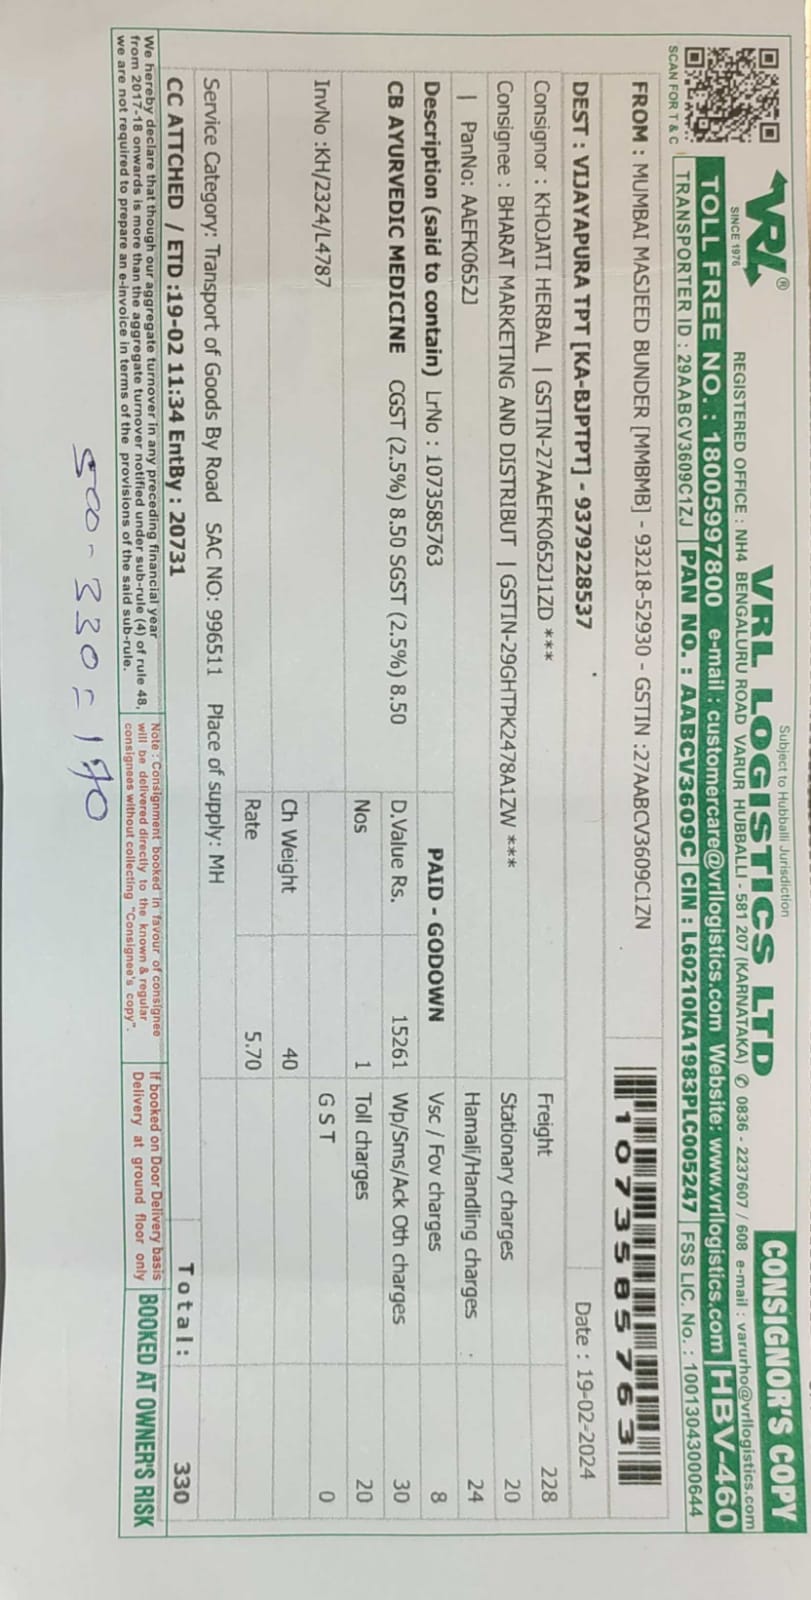 Subject to Hubballi Jurisdiction
CONSIGNOR'S COPY
VRL®
SINCE 1976
VRL LOGISTICS LTD
REGISTERED OFFICE : NH4 BENGALURU ROAD VARUR HUBBALLI - 581 207 (KARNATAKA) ✆ 0836 - 2237607 / 608 e-mail : varurho@vrllogistics.com
TOLL FREE NO. : 18005997800 e-mail : customercare@vrllogistics.com Website: www.vrllogistics.com HBV-460
SCAN FOR T & C
TRANSPORTER ID : 29AABCV3609C1ZJ PAN NO. : AABCV3609C CIN : L60210KA1983PLC005247 FSS LIC. No. : 10013043000644
FROM : MUMBAI MASJEED BUNDER [MMBMB] - 93218-52930 - GSTIN :27AABCV3609C1ZN
1073585763
DEST : VIJAYAPURA TPT [KA-BJPTPT] - 9379228537
Date : 19-02-2024
Consignor : KHOJATI HERBAL | GSTIN-27AAEFK0652J1ZD ***
Freight 228
Consignee : BHARAT MARKETING AND DISTRIBUT | GSTIN-29GHTPK2478A1ZW ***
Stationary charges 20
| PanNo: AAEFK0652J
Hamali/Handling charges 24
Description (said to contain) LrNo : 1073585763
PAID - GODOWN
Vsc / Fov charges 8
CB AYURVEDIC MEDICINE CGST (2.5%) 8.50 SGST (2.5%) 8.50
D.Value Rs. 15261
Wp/Sms/Ack Oth charges 30
Nos 1
Toll charges 20
InvNo :KH/2324/L4787
G S T 0
Ch Weight 40
Rate 5.70
Service Category: Transport of Goods By Road SAC NO: 996511 Place of supply: MH
CC ATTCHED / ETD :19-02 11:34 EntBy : 20731
Total: 330
We hereby declare that though our aggregate turnover in any preceding financial year
from 2017-18 onwards is more than the aggregate turnover notified under sub-rule (4) of rule 48,
we are not required to prepare an e-invoice in terms of the provisions of the said sub-rule.
Note : Consignment booked in favour of consignee
will be delivered directly to the known & regular
consignees without collecting "Consignee's copy".
If booked on Door Delivery basis
Delivery at ground floor only
BOOKED AT OWNER'S RISK
500 - 330 = 170